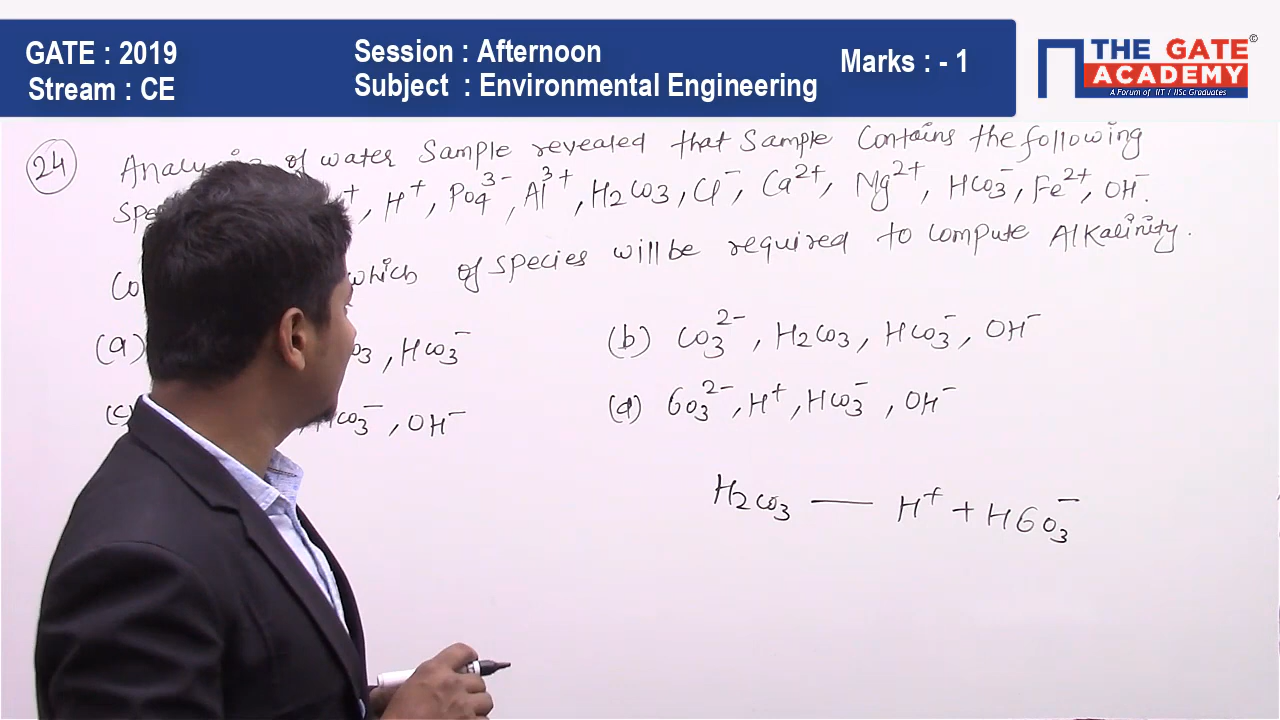 GATE : 2019
Stream : CE
Session : Afternoon
Subject : Environmental Engineering
Marks : - 1
THE GATE ACADEMY ©
A Forum of IIT / IISc Graduates
24 of water Sample revealed that Sample Contains the following
H⁺, PO₄³⁻, Al³⁺, H₂CO₃, Cl⁻, Ca²⁺, Mg²⁺, HCO₃⁻, Fe²⁺, OH⁻.
which of species will be required to compute Alkalinity.
(a) , HCO₃⁻
(b) CO₃²⁻, H₂CO₃, HCO₃⁻, OH⁻
(c) HCO₃⁻, OH⁻
(d) CO₃²⁻, H⁺, HCO₃⁻, OH⁻
H₂CO₃ — H⁺ + HCO₃⁻